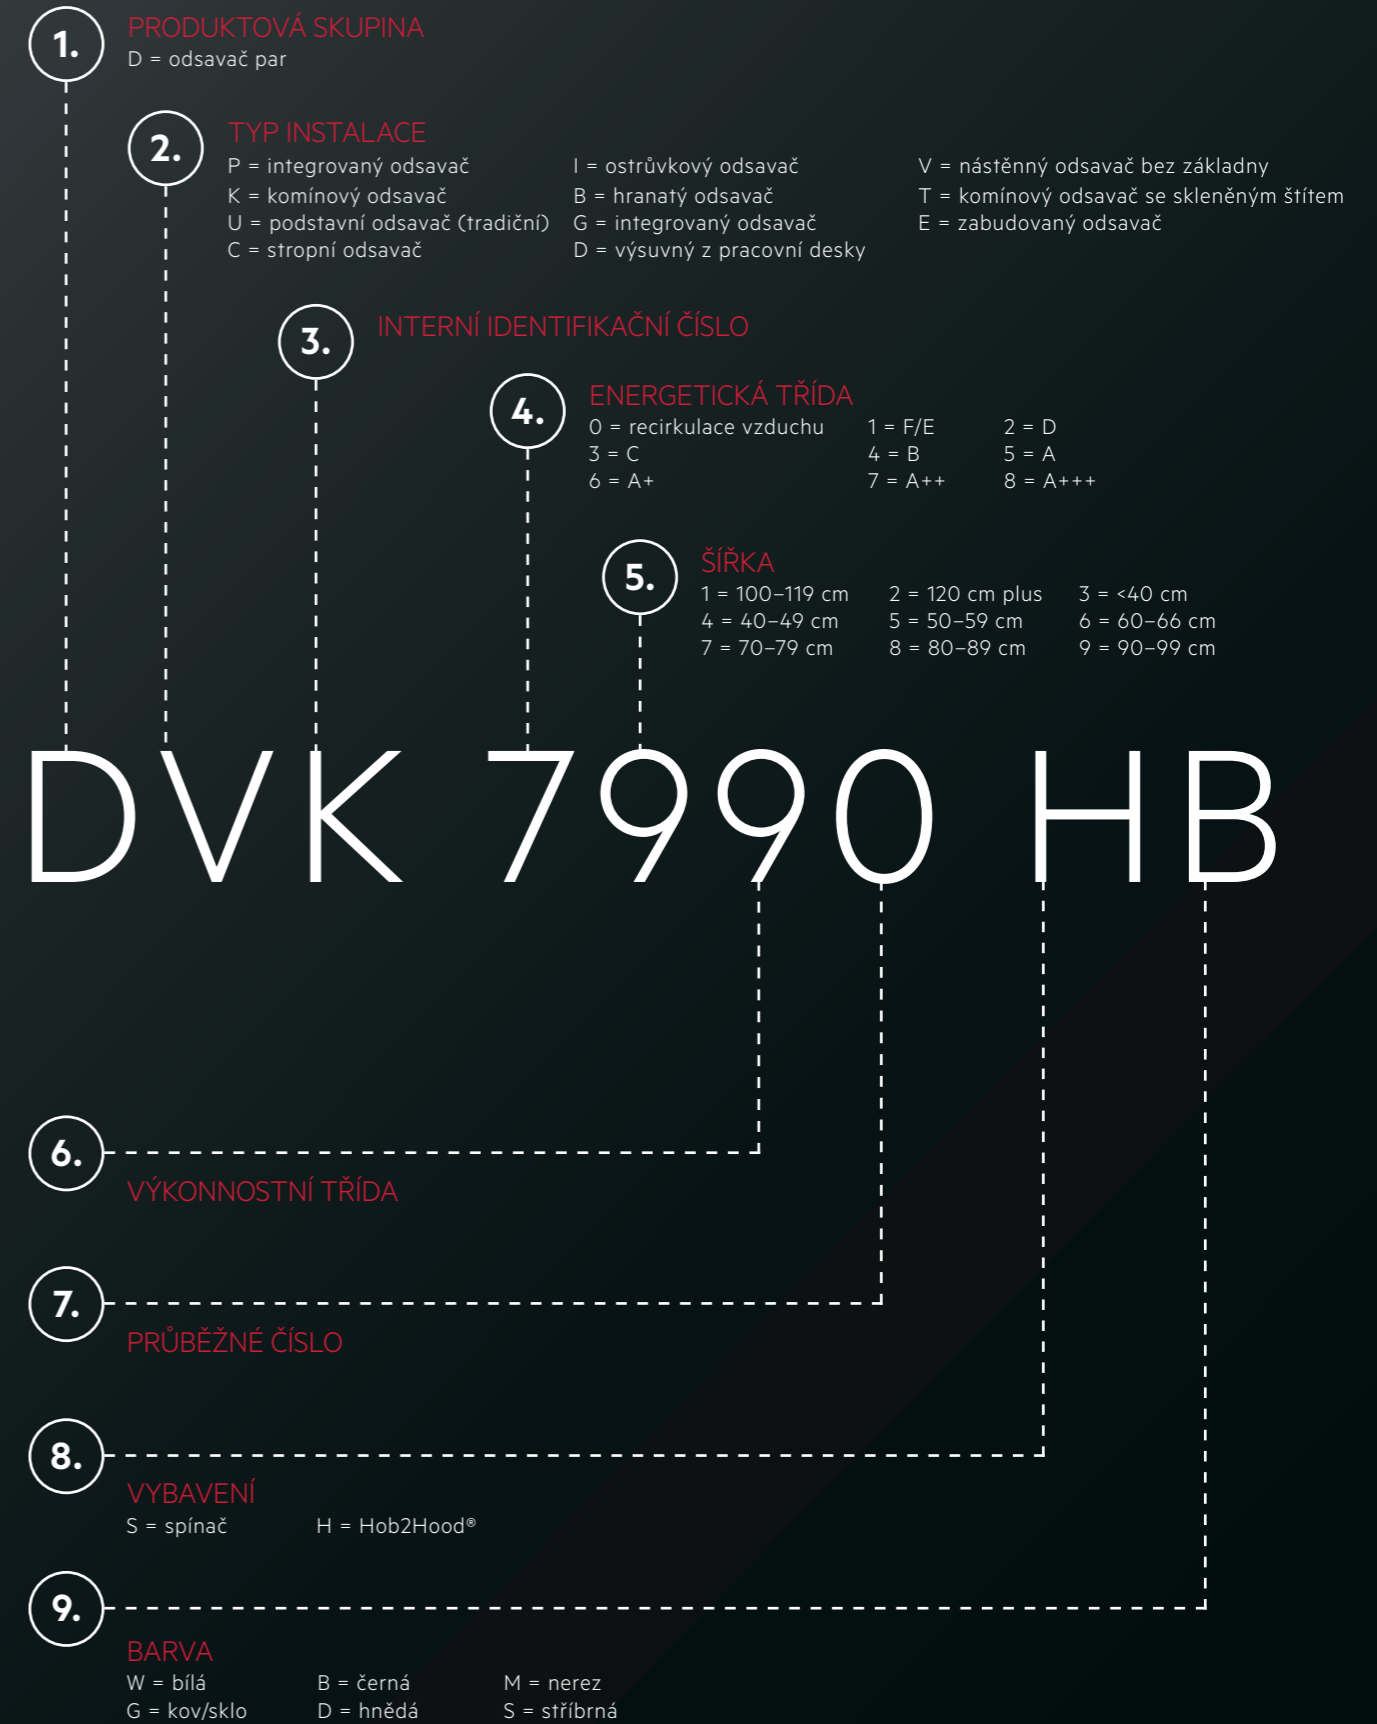 1.
PRODUKTOVÁ SKUPINA
D = odsavač par
2.
TYP INSTALACE
P = integrovaný odsavač I = ostrůvkový odsavač V = nástěnný odsavač bez základny
K = komínový odsavač B = hranatý odsavač T = komínový odsavač se skleněným štítem
U = podstavní odsavač (tradiční) G = integrovaný odsavač E = zabudovaný odsavač
C = stropní odsavač D = výsuvný z pracovní desky
3.
INTERNÍ IDENTIFIKAČNÍ ČÍSLO
4.
ENERGETICKÁ TŘÍDA
0 = recirkulace vzduchu 1 = F/E 2 = D
3 = C 4 = B 5 = A
6 = A+ 7 = A++ 8 = A+++
5.
ŠÍŘKA
1 = 100–119 cm 2 = 120 cm plus 3 = <40 cm
4 = 40–49 cm 5 = 50–59 cm 6 = 60–66 cm
7 = 70–79 cm 8 = 80–89 cm 9 = 90–99 cm
DVK 7990 HB
6.
VÝKONNOSTNÍ TŘÍDA
7.
PRŮBĚŽNÉ ČÍSLO
8.
VYBAVENÍ
S = spínač H = Hob2Hood®
9.
BARVA
W = bílá B = černá M = nerez
G = kov/sklo D = hnědá S = stříbrná